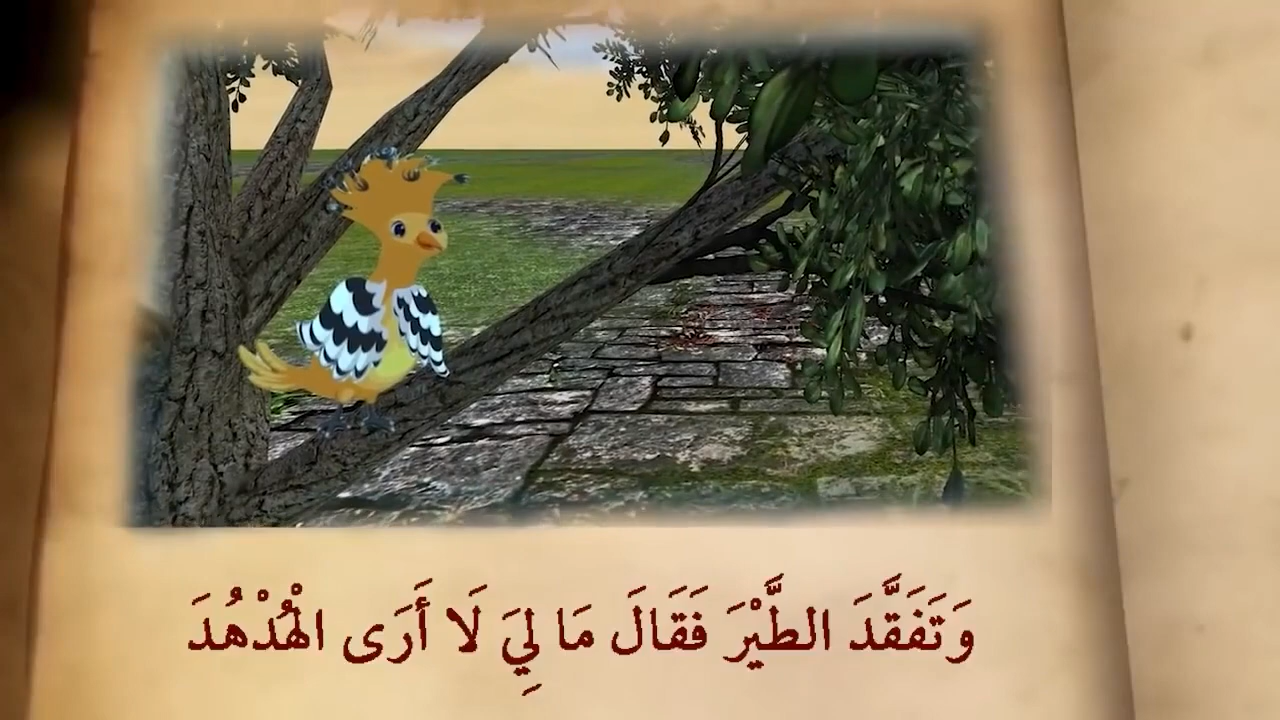 وَتَفَقَّدَ الطَّيْرَ فَقَالَ مَا لِيَ لَا أَرَى الْهُدْهُدَ